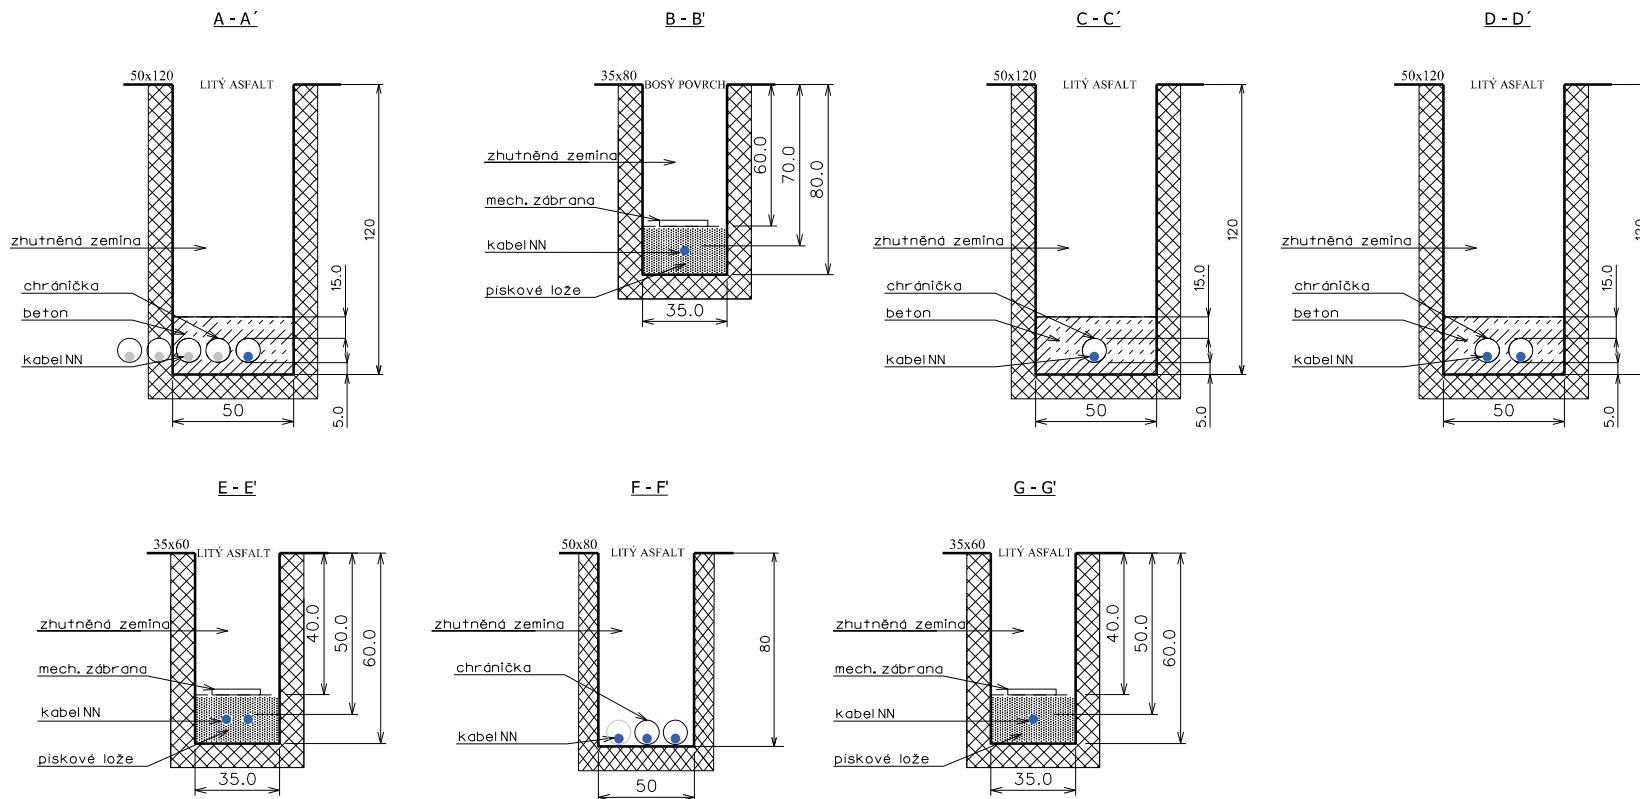 A - A´
50x120
LITÝ ASFALT
zhutněná zemina
chránička
beton
kabel NN
120
15.0
5.0
50
B - B'
35x80
BOSÝ POVRCH
zhutněná zemina
mech. zábrana
kabel NN
pískové lože
60.0
70.0
80.0
35.0
C - C´
50x120
LITÝ ASFALT
zhutněná zemina
chránička
beton
kabel NN
120
15.0
5.0
50
D - D´
50x120
LITÝ ASFALT
zhutněná zemina
chránička
beton
kabel NN
120
15.0
5.0
50
E - E'
35x60
LITÝ ASFALT
zhutněná zemina
mech. zábrana
kabel NN
pískové lože
40.0
50.0
60.0
35.0
F - F'
50x80
LITÝ ASFALT
zhutněná zemina
chránička
kabel NN
80
50
G - G'
35x60
LITÝ ASFALT
zhutněná zemina
mech. zábrana
kabel NN
pískové lože
40.0
50.0
60.0
35.0